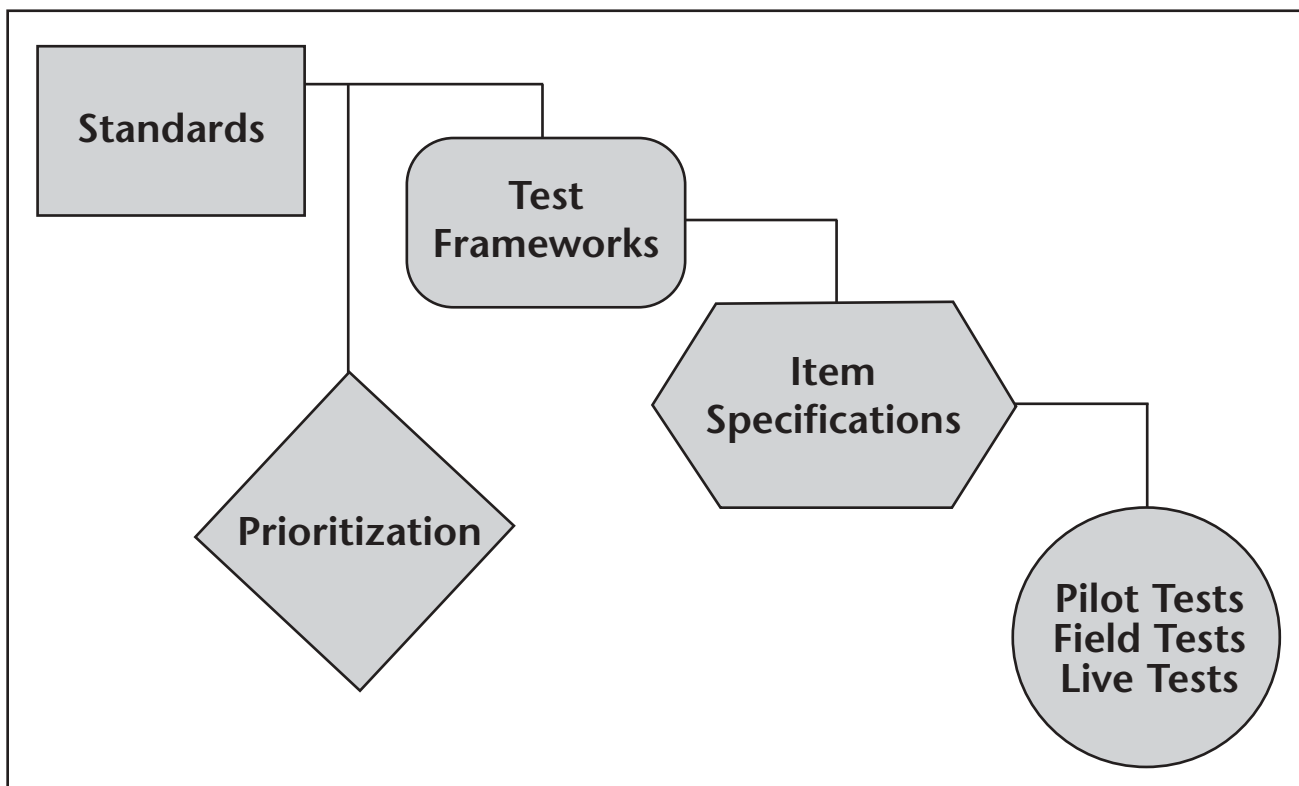 Standards
Test
Frameworks
Item
Specifications
Prioritization
Pilot Tests
Field Tests
Live Tests